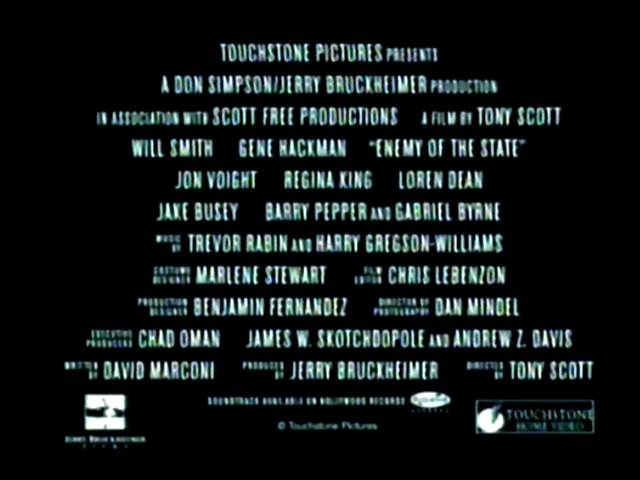 TOUCHSTONE PICTURES PRESENTS
A DON SIMPSON/JERRY BRUCKHEIMER PRODUCTION
IN ASSOCIATION WITH SCOTT FREE PRODUCTIONS A FILM BY TONY SCOTT
WILL SMITH GENE HACKMAN "ENEMY OF THE STATE"
JON VOIGHT REGINA KING LOREN DEAN
JAKE BUSEY BARRY PEPPER AND GABRIEL BYRNE
MUSIC BY TREVOR RABIN AND HARRY GREGSON-WILLIAMS
COSTUME DESIGNER MARLENE STEWART FILM EDITOR CHRIS LEBENZON
PRODUCTION DESIGNER BENJAMIN FERNANDEZ DIRECTOR OF PHOTOGRAPHY DAN MINDEL
EXECUTIVE PRODUCERS CHAD OMAN JAMES W. SKOTCHDOPOLE AND ANDREW Z. DAVIS
WRITTEN BY DAVID MARCONI PRODUCED BY JERRY BRUCKHEIMER DIRECTED BY TONY SCOTT
SOUNDTRACK AVAILABLE ON HOLLYWOOD RECORDS
© Touchstone Pictures
JERRY BRUCKHEIMER
FILMS
TOUCHSTONE
HOME VIDEO